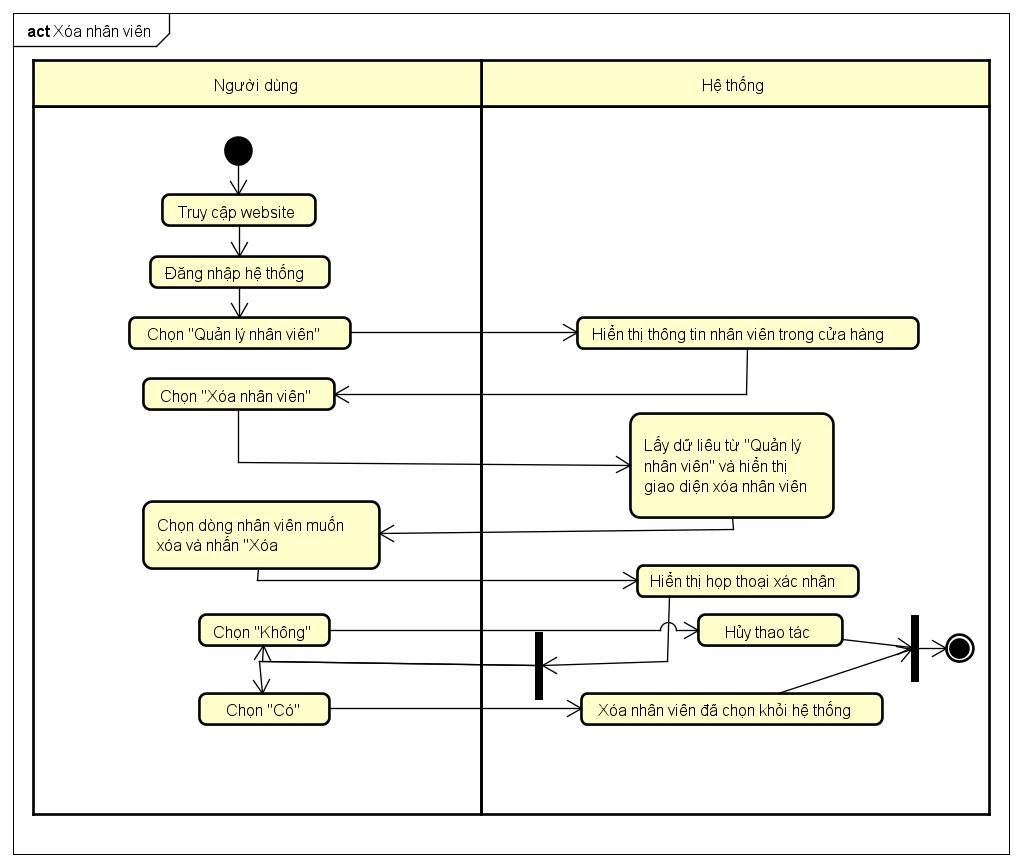 act Xóa nhân viên
Người dùng
Hệ thống
Truy cập website
Đăng nhập hệ thống
Chọn "Quản lý nhân viên"
Hiển thị thông tin nhân viên trong cửa hàng
Chọn "Xóa nhân viên"
Lấy dữ liêu từ "Quản lý
nhân viên" và hiển thị
giao diện xóa nhân viên
Chọn dòng nhân viên muốn
xóa và nhấn "Xóa
Hiển thị họp thoại xác nhận
Chọn "Không"
Hủy thao tác
Chọn "Có"
Xóa nhân viên đã chọn khỏi hệ thống